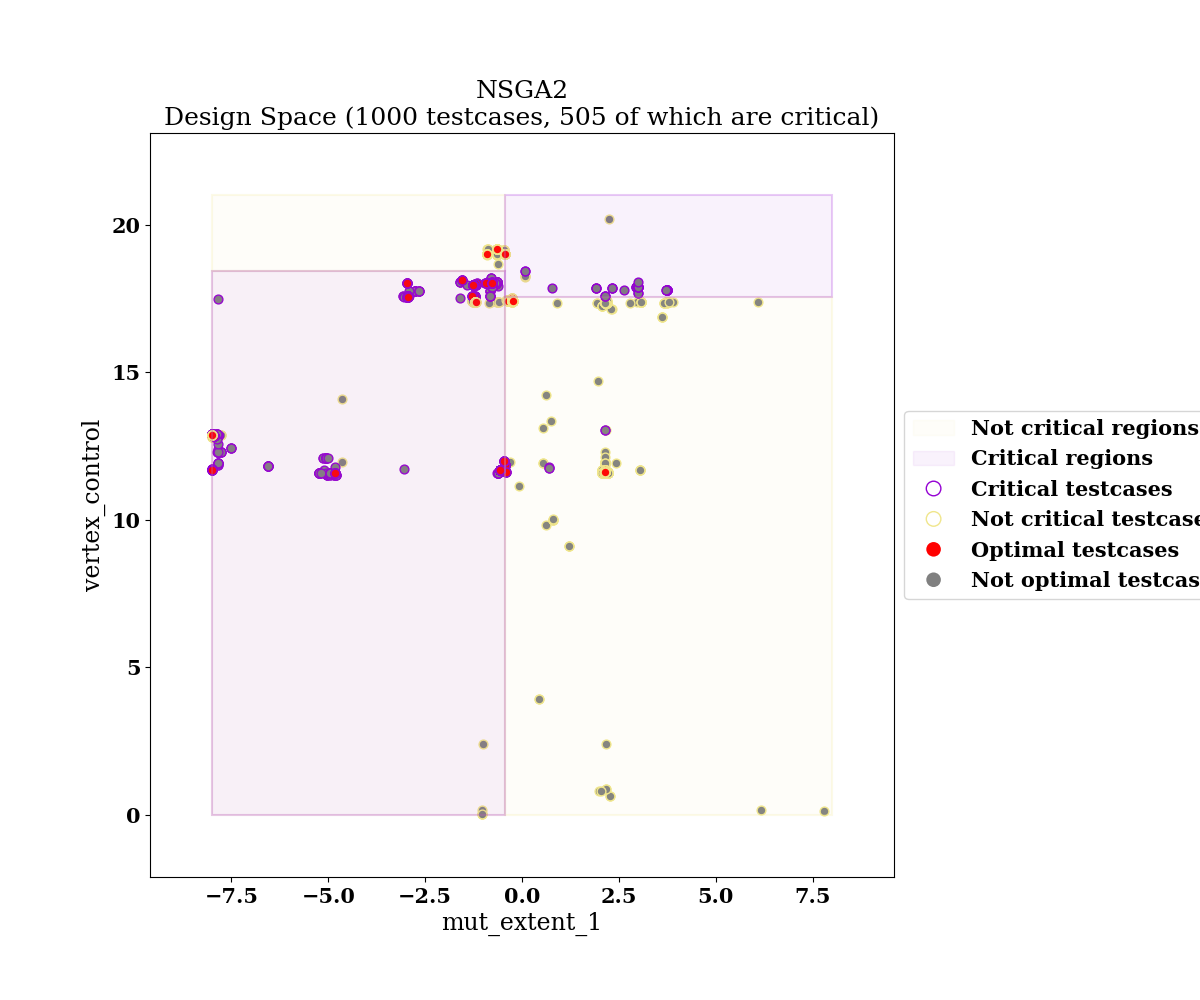 NSGA2
Design Space (1000 testcases, 505 of which are critical)
20
15
10
5
0
vertex_control
−7.5 −5.0 −2.5 0.0 2.5 5.0 7.5
mut_extent_1
Not critical regions
Critical regions
Critical testcases
Not critical testcase
Optimal testcases
Not optimal testcas